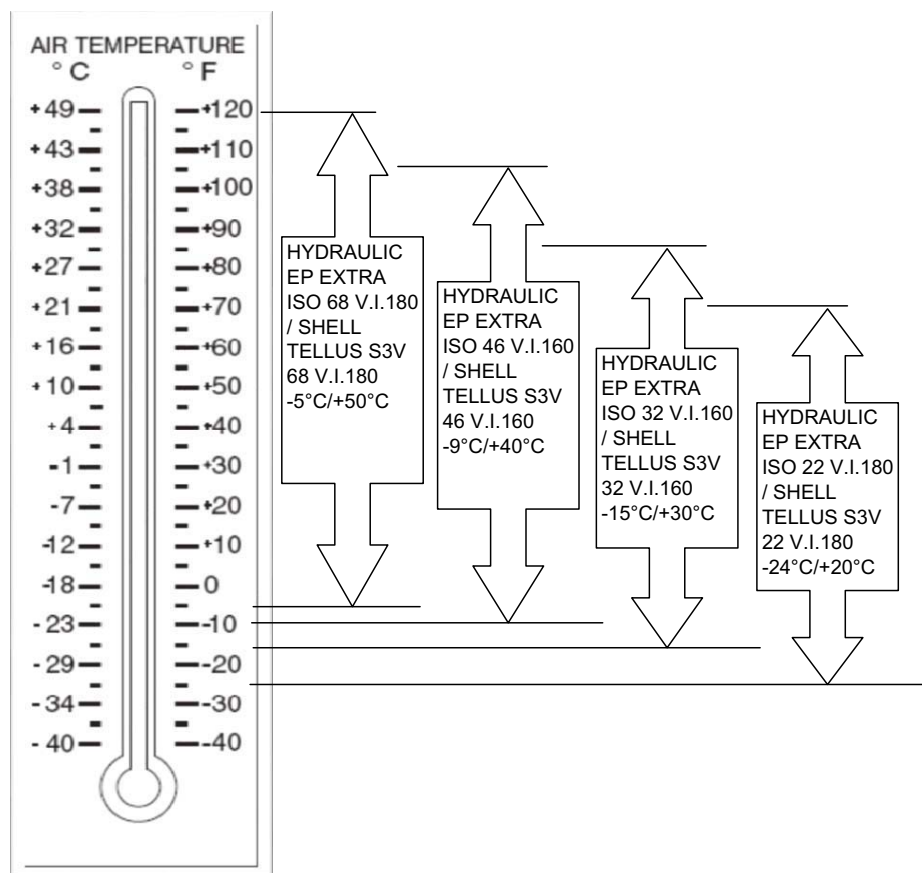 AIR TEMPERATURE
° C ° F
+49 +120
+43 +110
+38 +100
+32 +90
+27 +80
+21 +70
+16 +60
+10 +50
+4 +40
-1 +30
-7 +20
-12 +10
-18 0
-23 -10
-29 -20
-34 -30
-40 -40
HYDRAULIC
EP EXTRA
ISO 68 V.I.180
/ SHELL
TELLUS S3V
68 V.I.180
-5°C/+50°C
HYDRAULIC
EP EXTRA
ISO 46 V.I.160
/ SHELL
TELLUS S3V
46 V.I.160
-9°C/+40°C
HYDRAULIC
EP EXTRA
ISO 32 V.I.160
/ SHELL
TELLUS S3V
32 V.I.160
-15°C/+30°C
HYDRAULIC
EP EXTRA
ISO 22 V.I.180
/ SHELL
TELLUS S3V
22 V.I.180
-24°C/+20°C